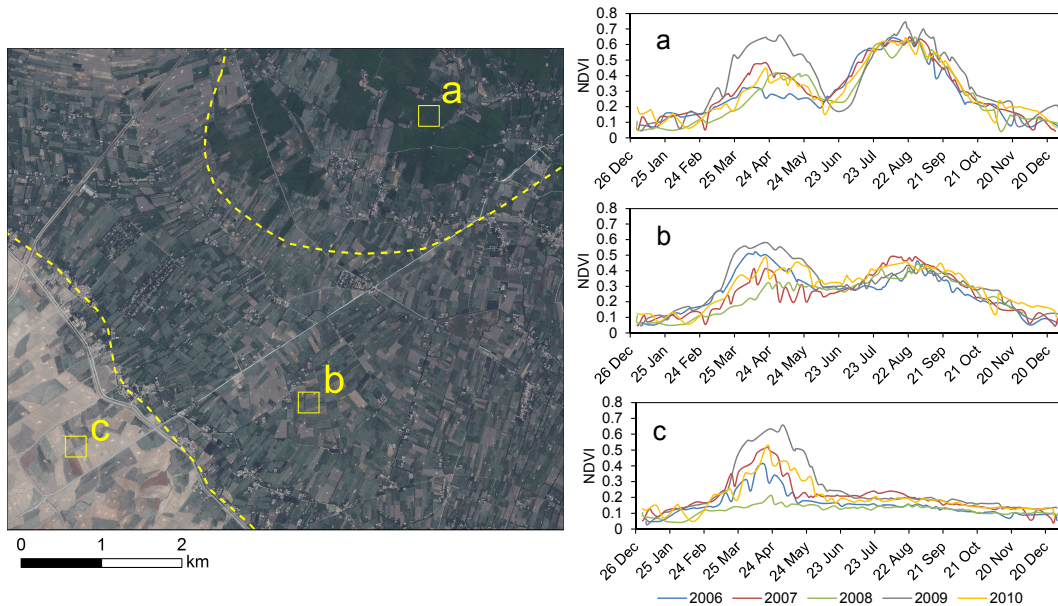 a
b
c
0 1 2
km
a
NDVI
0.8
0.7
0.6
0.5
0.4
0.3
0.2
0.1
0
26 Dec
25 Jan
24 Feb
25 Mar
24 Apr
24 May
23 Jun
23 Jul
22 Aug
21 Sep
21 Oct
20 Nov
20 Dec
b
NDVI
0.8
0.7
0.6
0.5
0.4
0.3
0.2
0.1
0
26 Dec
25 Jan
24 Feb
25 Mar
24 Apr
24 May
23 Jun
23 Jul
22 Aug
21 Sep
21 Oct
20 Nov
20 Dec
c
NDVI
0.8
0.7
0.6
0.5
0.4
0.3
0.2
0.1
0
26 Dec
25 Jan
24 Feb
25 Mar
24 Apr
24 May
23 Jun
23 Jul
22 Aug
21 Sep
21 Oct
20 Nov
20 Dec
2006 2007 2008 2009 2010